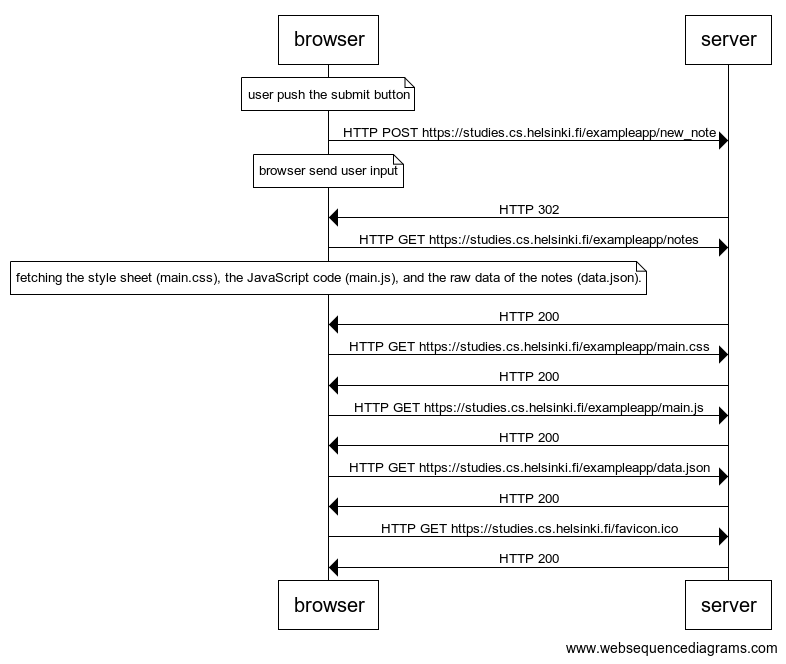 browser
server
user push the submit button
HTTP POST https://studies.cs.helsinki.fi/exampleapp/new_note
browser send user input
HTTP 302
HTTP GET https://studies.cs.helsinki.fi/exampleapp/notes
fetching the style sheet (main.css), the JavaScript code (main.js), and the raw data of the notes (data.json).
HTTP 200
HTTP GET https://studies.cs.helsinki.fi/exampleapp/main.css
HTTP 200
HTTP GET https://studies.cs.helsinki.fi/exampleapp/main.js
HTTP 200
HTTP GET https://studies.cs.helsinki.fi/exampleapp/data.json
HTTP 200
HTTP GET https://studies.cs.helsinki.fi/favicon.ico
HTTP 200
browser
server
www.websequencediagrams.com